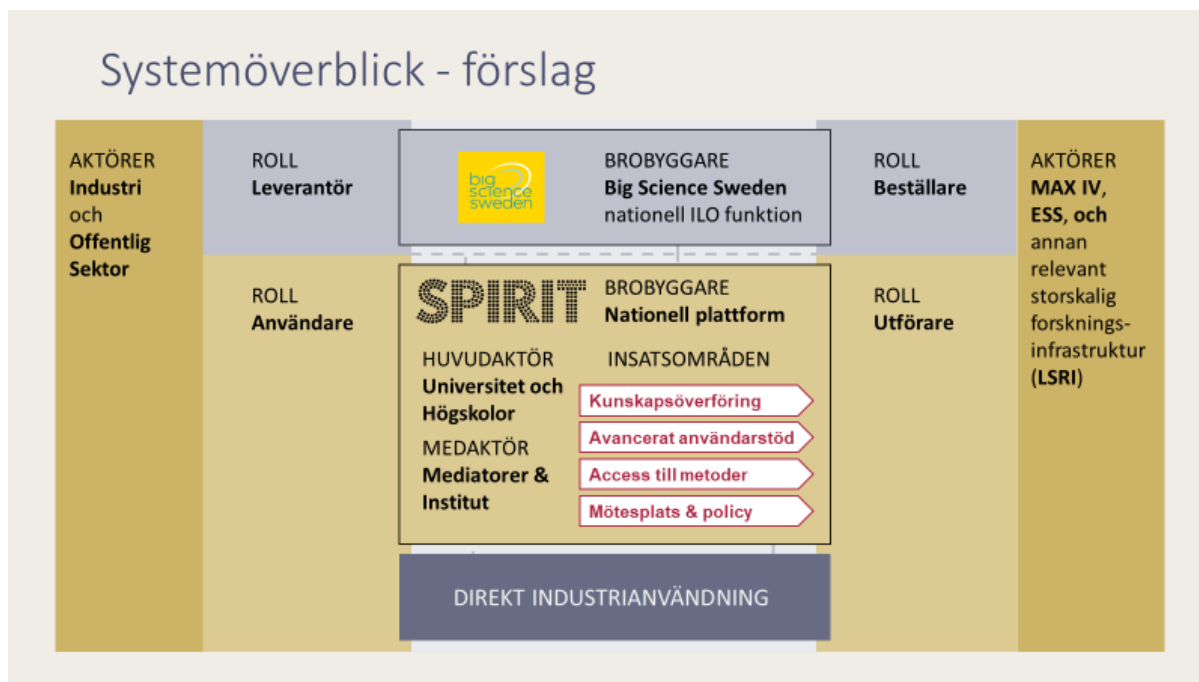 Systemöverblick - förslag
AKTÖRER
Industri
och
Offentlig
Sektor
ROLL
Leverantör
big
science
sweden
BROBYGGARE
Big Science Sweden
nationell ILO funktion
ROLL
Beställare
AKTÖRER
MAX IV,
ESS, och
annan
relevant
storskalig
forsknings-
infrastruktur
(LSRI)
ROLL
Användare
SPIRIT
BROBYGGARE
Nationell plattform
HUVUDAKTÖR
Universitet och
Högskolor
MEDAKTÖR
Mediatorer &
Institut
INSATSOMRÅDEN
Kunskapsöverföring
Avancerat användarstöd
Access till metoder
Mötesplats & policy
ROLL
Utförare
DIREKT INDUSTRIANVÄNDNING